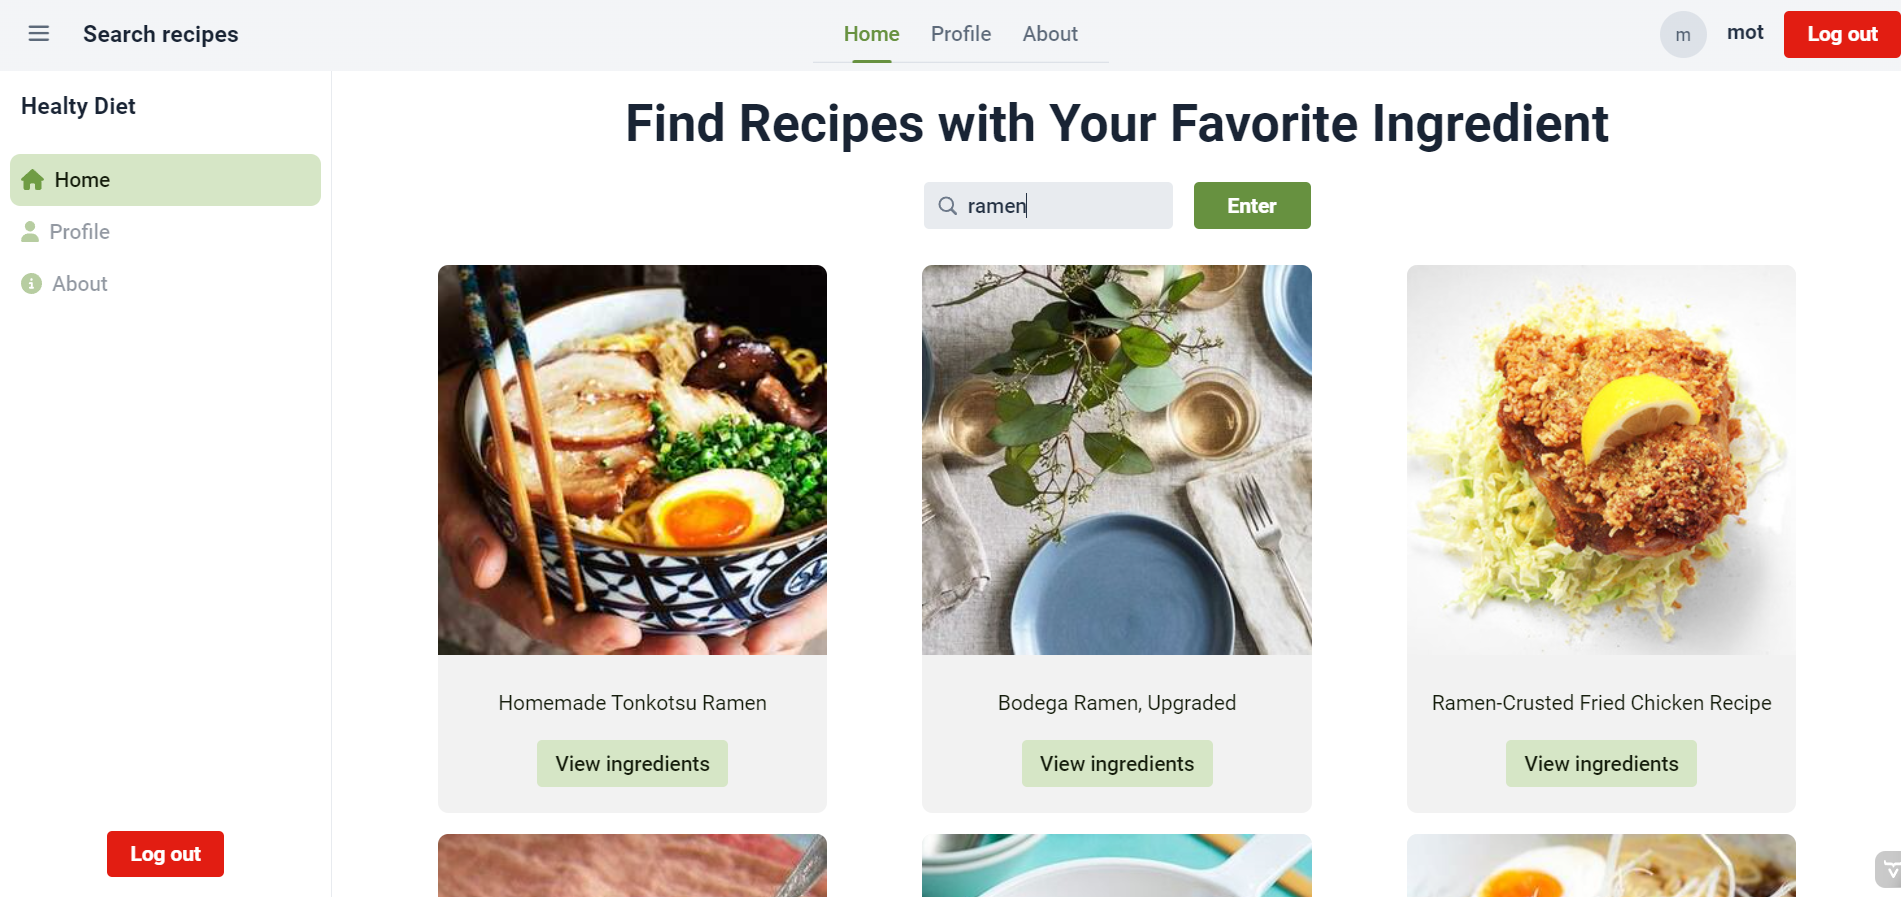 Search recipes
Home Profile About
m mot Log out
Healty Diet
Home
Profile
About
Log out
Find Recipes with Your Favorite Ingredient
ramen Enter
Homemade Tonkotsu Ramen
View ingredients
Bodega Ramen, Upgraded
View ingredients
Ramen-Crusted Fried Chicken Recipe
View ingredients